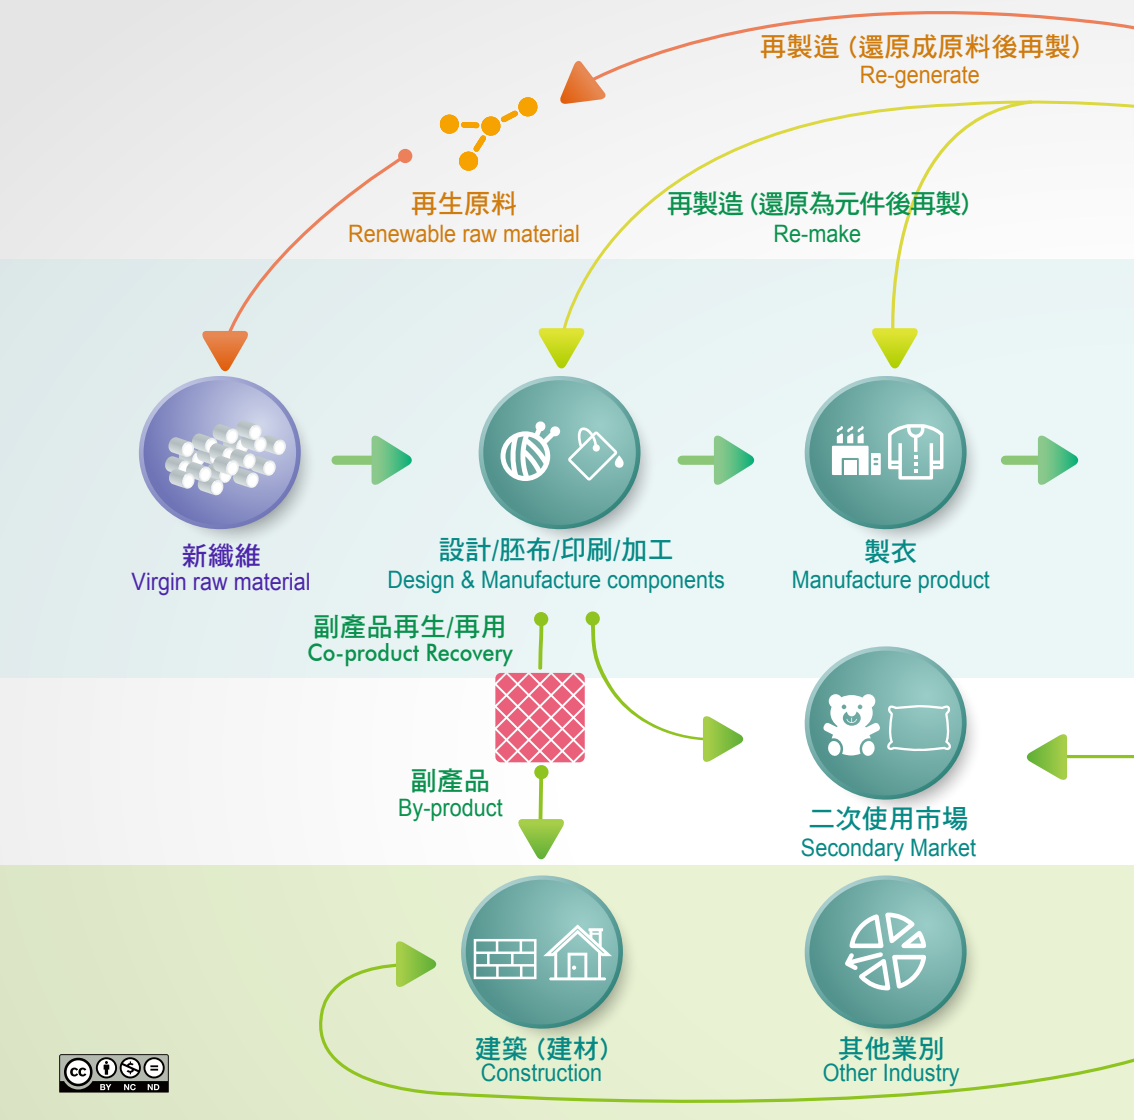 再製造（還原成原料後再製）
Re-generate
再生原料
Renewable raw material
再製造（還原為元件後再製）
Re-make
新纖維
Virgin raw material
設計/胚布/印刷/加工
Design & Manufacture components
製衣
Manufacture product
副產品再生/再用
Co-product Recovery
副產品
By-product
二次使用市場
Secondary Market
建築（建材）
Construction
其他業別
Other Industry
cc
BY NC ND